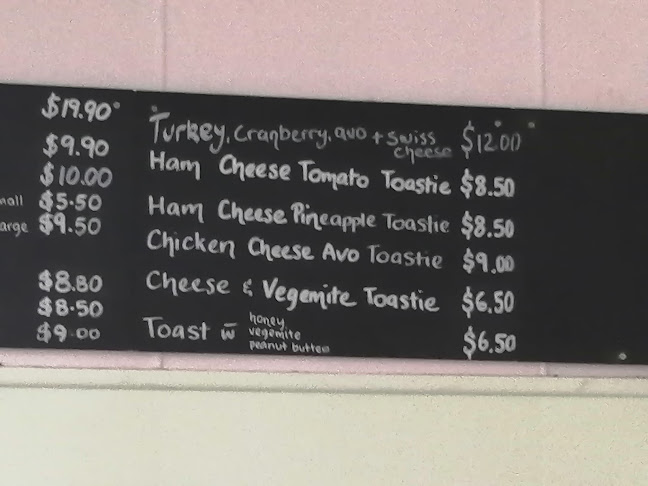 $19.90
$9.90
$10.00
mall $5.50
arge $9.50
$8.80
$8.50
$9.00
Turkey, Cranberry, avo + Swiss cheese $12.00
Ham Cheese Tomato Toastie $8.50
Ham Cheese Pineapple Toastie $8.50
Chicken Cheese Avo Toastie $9.00
Cheese & Vegemite Toastie $6.50
Toast w honey vegemite peanut butter $6.50